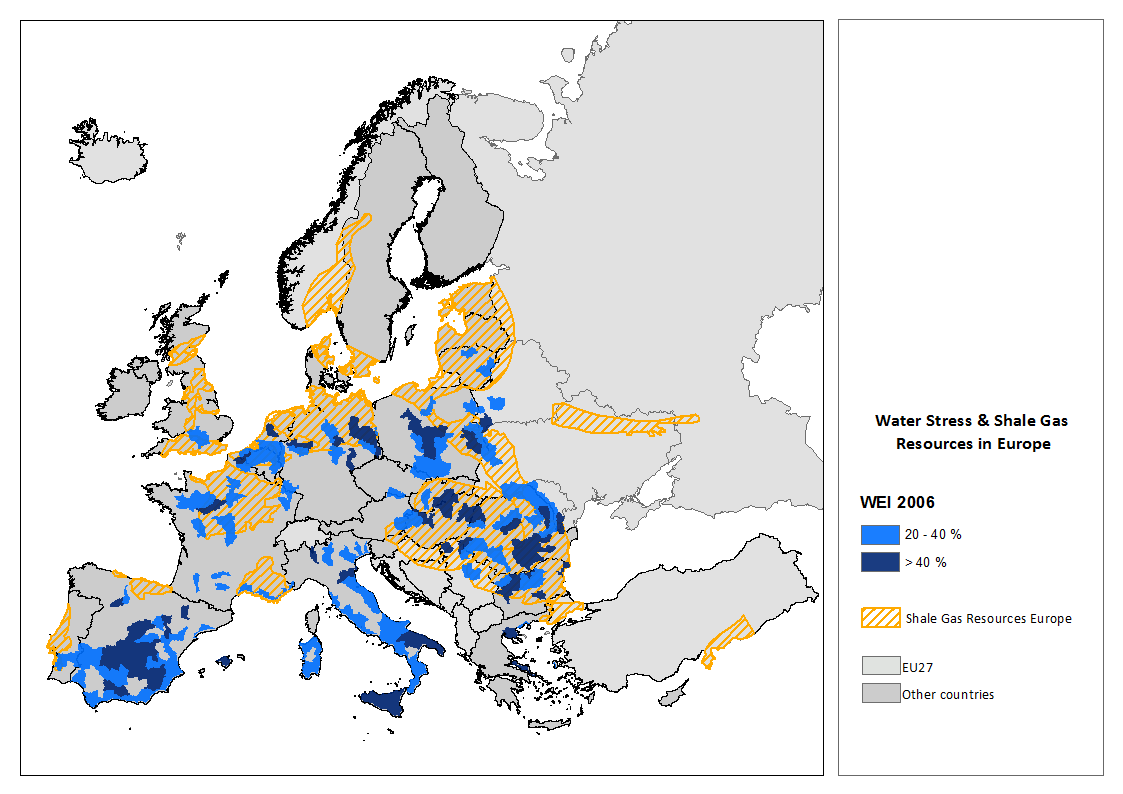 Water Stress & Shale Gas
Resources in Europe
WEI 2006
20 - 40 %
> 40 %
Shale Gas Resources Europe
EU27
Other countries